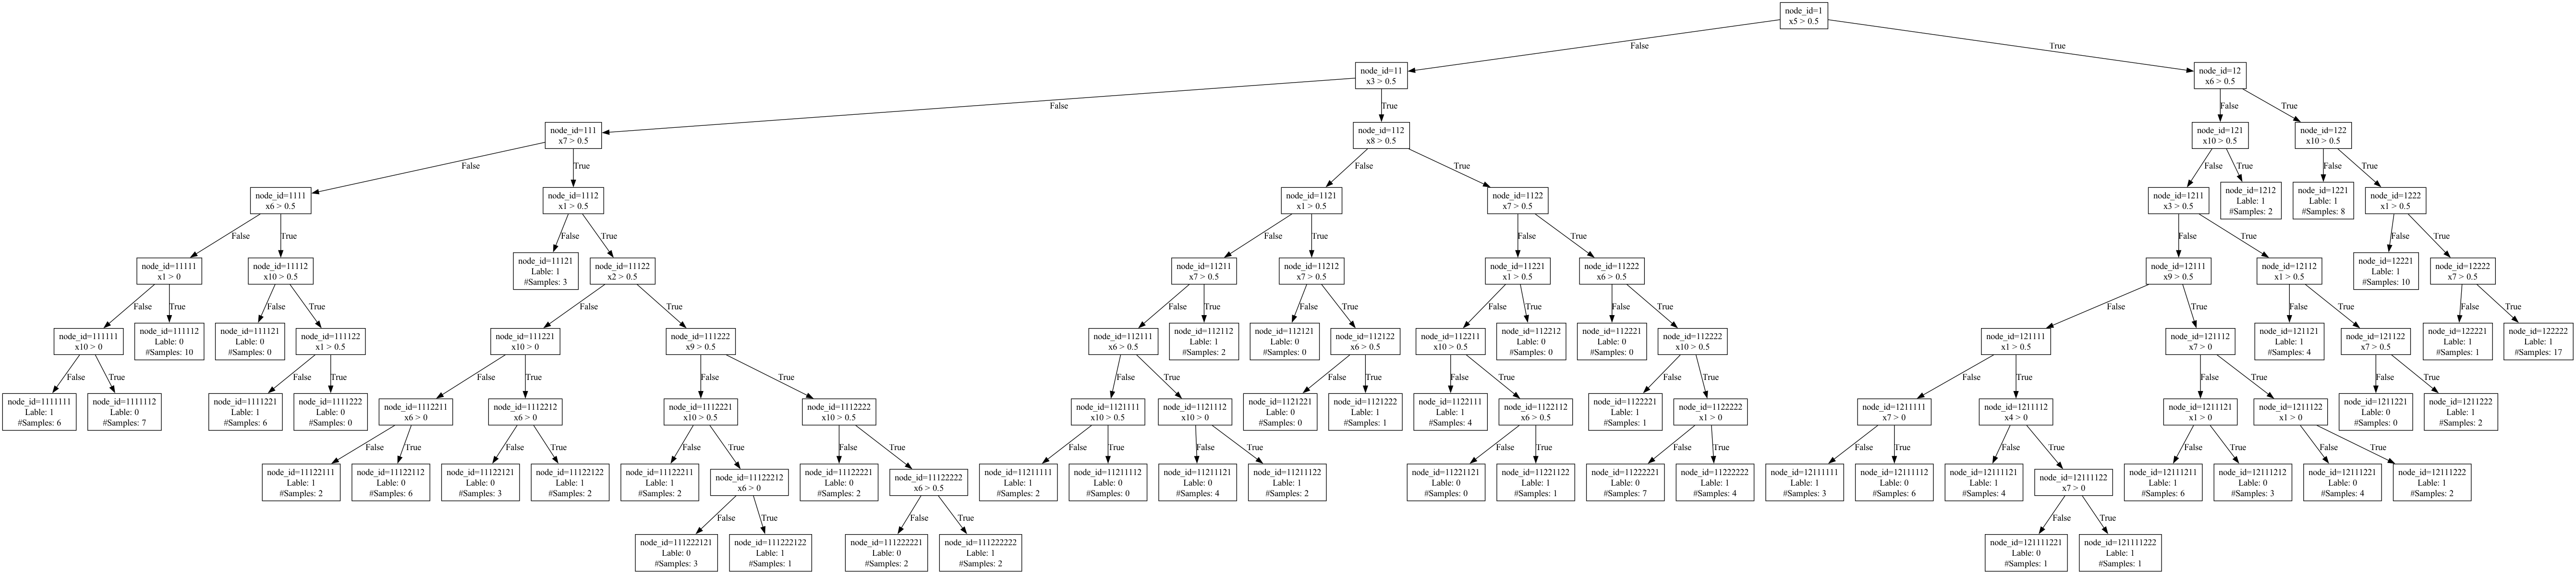 node_id=1
x5 > 0.5
False
True
node_id=11
x3 > 0.5
node_id=12
x6 > 0.5
False
True
False
True
node_id=111
x7 > 0.5
node_id=112
x8 > 0.5
node_id=121
x10 > 0.5
node_id=122
x10 > 0.5
False
True
False
True
False
True
False
True
node_id=1111
x6 > 0.5
node_id=1112
x1 > 0.5
node_id=1121
x1 > 0.5
node_id=1122
x7 > 0.5
node_id=1211
x3 > 0.5
node_id=1212
Lable: 1
#Samples: 2
node_id=1221
Lable: 1
#Samples: 8
node_id=1222
x1 > 0.5
False
True
False
True
False
True
False
True
False
True
False
True
node_id=11111
x1 > 0
node_id=11112
x10 > 0.5
node_id=11121
Lable: 1
#Samples: 3
node_id=11122
x2 > 0.5
node_id=11211
x7 > 0.5
node_id=11212
x7 > 0.5
node_id=11221
x1 > 0.5
node_id=11222
x6 > 0.5
node_id=12111
x9 > 0.5
node_id=12112
x1 > 0.5
node_id=12221
Lable: 1
#Samples: 10
node_id=12222
x7 > 0.5
False
True
False
True
False
True
False
True
False
True
False
True
False
True
False
True
False
True
False
True
node_id=111111
x10 > 0
node_id=111112
Lable: 0
#Samples: 10
node_id=111121
Lable: 0
#Samples: 0
node_id=111122
x1 > 0.5
node_id=111221
x10 > 0
node_id=111222
x9 > 0.5
node_id=112111
x6 > 0.5
node_id=112112
Lable: 1
#Samples: 2
node_id=112121
Lable: 0
#Samples: 0
node_id=112122
x6 > 0.5
node_id=112211
x10 > 0.5
node_id=112212
Lable: 0
#Samples: 0
node_id=112221
Lable: 0
#Samples: 0
node_id=112222
x10 > 0.5
node_id=121111
x1 > 0.5
node_id=121112
x7 > 0
node_id=121121
Lable: 1
#Samples: 4
node_id=121122
x7 > 0.5
node_id=122221
Lable: 1
#Samples: 1
node_id=122222
Lable: 1
#Samples: 17
False
True
False
True
False
True
False
True
False
True
False
True
False
True
False
True
False
True
False
True
False
True
node_id=1111111
Lable: 1
#Samples: 6
node_id=1111112
Lable: 0
#Samples: 7
node_id=1111221
Lable: 1
#Samples: 6
node_id=1111222
Lable: 0
#Samples: 0
node_id=1112211
x6 > 0
node_id=1112212
x6 > 0
node_id=1112221
x10 > 0.5
node_id=1112222
x10 > 0.5
node_id=1121111
x10 > 0.5
node_id=1121112
x10 > 0
node_id=1121221
Lable: 0
#Samples: 0
node_id=1121222
Lable: 1
#Samples: 1
node_id=1122111
Lable: 1
#Samples: 4
node_id=1122112
x6 > 0.5
node_id=1122221
Lable: 1
#Samples: 1
node_id=1122222
x1 > 0
node_id=1211111
x7 > 0
node_id=1211112
x4 > 0
node_id=1211121
x1 > 0
node_id=1211122
x1 > 0
node_id=1211221
Lable: 0
#Samples: 0
node_id=1211222
Lable: 1
#Samples: 2
False
True
False
True
False
True
False
True
False
True
False
True
False
True
False
True
False
True
False
True
False
True
False
True
node_id=11122111
Lable: 1
#Samples: 2
node_id=11122112
Lable: 0
#Samples: 6
node_id=11122121
Lable: 0
#Samples: 3
node_id=11122122
Lable: 1
#Samples: 2
node_id=11122211
Lable: 1
#Samples: 2
node_id=11122212
x6 > 0
node_id=11122221
Lable: 0
#Samples: 2
node_id=11122222
x6 > 0.5
node_id=11211111
Lable: 1
#Samples: 2
node_id=11211112
Lable: 0
#Samples: 0
node_id=11211121
Lable: 0
#Samples: 4
node_id=11211122
Lable: 1
#Samples: 2
node_id=11221121
Lable: 0
#Samples: 0
node_id=11221122
Lable: 1
#Samples: 1
node_id=11222221
Lable: 0
#Samples: 7
node_id=11222222
Lable: 1
#Samples: 4
node_id=12111111
Lable: 1
#Samples: 3
node_id=12111112
Lable: 0
#Samples: 6
node_id=12111121
Lable: 1
#Samples: 4
node_id=12111122
x7 > 0
node_id=12111211
Lable: 1
#Samples: 6
node_id=12111212
Lable: 0
#Samples: 3
node_id=12111221
Lable: 0
#Samples: 4
node_id=12111222
Lable: 1
#Samples: 2
False
True
False
True
False
True
node_id=111222121
Lable: 0
#Samples: 3
node_id=111222122
Lable: 1
#Samples: 1
node_id=111222221
Lable: 0
#Samples: 2
node_id=111222222
Lable: 1
#Samples: 2
node_id=121111221
Lable: 0
#Samples: 1
node_id=121111222
Lable: 1
#Samples: 1